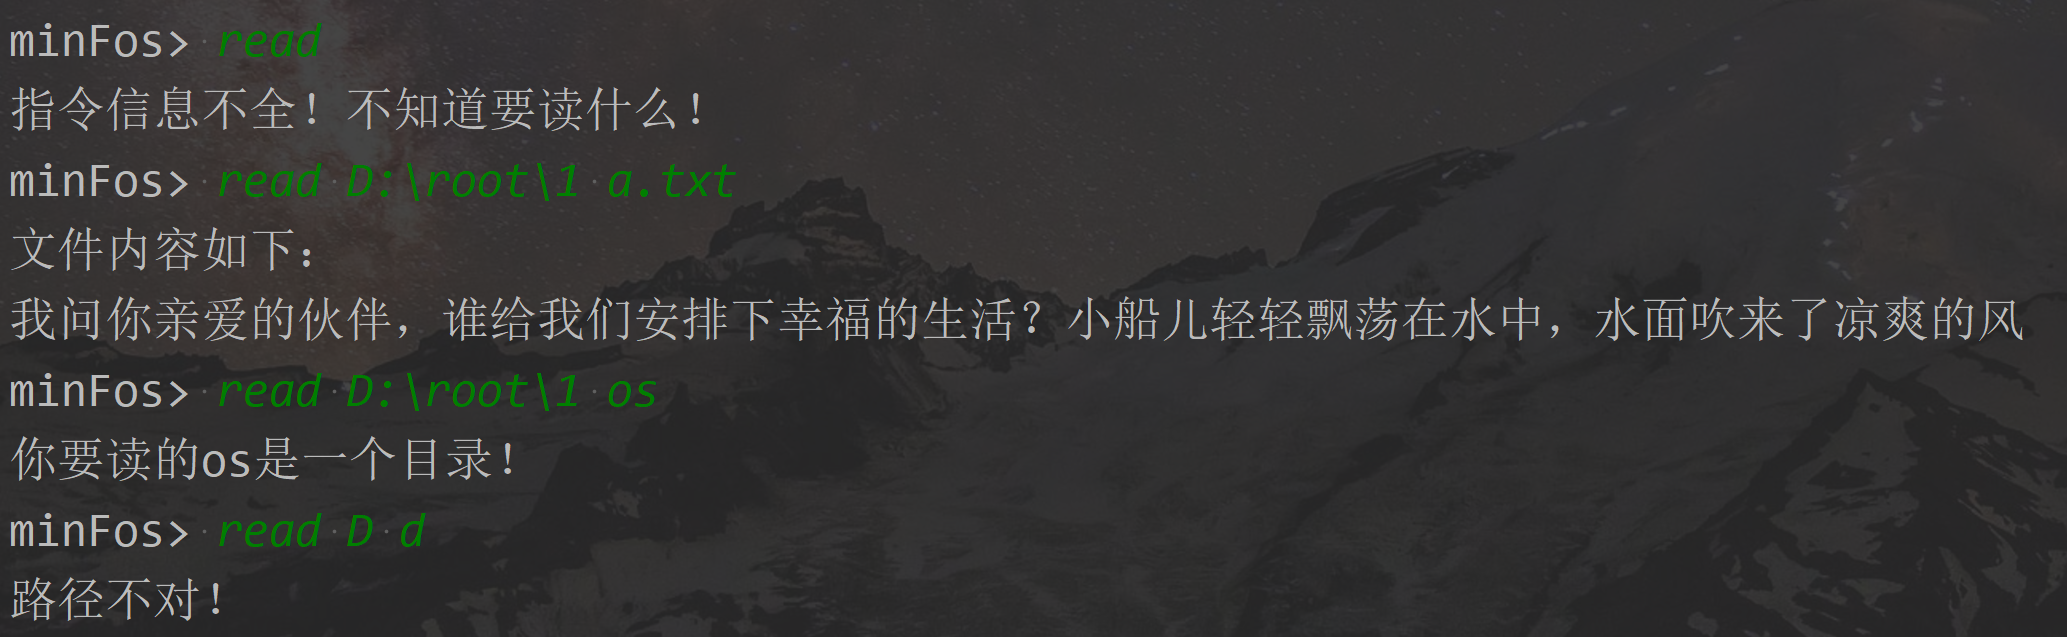 minFos> read
指令信息不全！不知道要读什么！
minFos> read D:\root\1 a.txt
文件内容如下：
我问你亲爱的伙伴，谁给我们安排下幸福的生活？小船儿轻轻飘荡在水中，水面吹来了凉爽的风
minFos> read D:\root\1 os
你要读的os是一个目录！
minFos> read D d
路径不对！